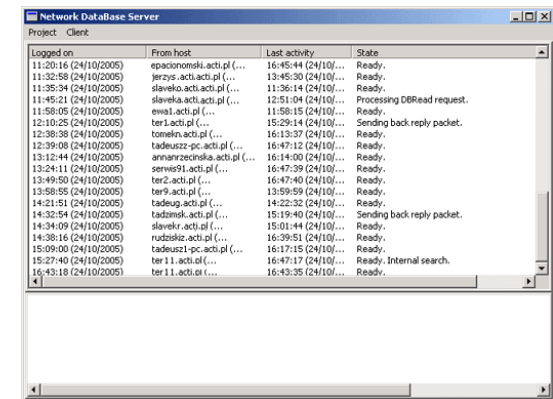 Network DataBase Server
Project Client
Logged on From host Last activity State
11:20:16 (24/10/2005) epacionomski.acti.pl (... 16:45:44 (24/10/... Ready.
11:32:58 (24/10/2005) jerzys.acti.acti.pl (... 13:45:30 (24/10/... Ready.
11:35:34 (24/10/2005) slaveko.acti.acti.pl (... 11:36:14 (24/10/... Ready.
11:45:21 (24/10/2005) slaveka.acti.acti.pl (... 12:51:04 (24/10/... Processing DBRead request.
11:58:05 (24/10/2005) ewa1.acti.pl (... 11:58:15 (24/10/... Ready.
12:10:25 (24/10/2005) ter1.acti.pl (... 15:29:14 (24/10/... Sending back reply packet.
12:38:38 (24/10/2005) tomekn.acti.pl (... 16:13:37 (24/10/... Ready.
12:39:08 (24/10/2005) tadeusz-pc.acti.pl (... 16:47:12 (24/10/... Ready.
13:12:44 (24/10/2005) annanrzecinska.acti.pl (... 16:14:00 (24/10/... Ready.
13:24:11 (24/10/2005) serwis91.acti.pl (... 16:47:39 (24/10/... Ready.
13:49:50 (24/10/2005) ter2.acti.pl (... 16:47:40 (24/10/... Ready.
13:58:55 (24/10/2005) ter9.acti.pl (... 13:59:59 (24/10/... Ready.
14:21:51 (24/10/2005) tadeug.acti.pl (... 14:22:32 (24/10/... Ready.
14:32:54 (24/10/2005) tadzimsk.acti.pl (... 15:19:40 (24/10/... Sending back reply packet.
14:34:09 (24/10/2005) slavekr.acti.pl (... 15:01:44 (24/10/... Ready.
14:38:16 (24/10/2005) rudziskiz.acti.pl (... 16:39:51 (24/10/... Ready.
15:09:00 (24/10/2005) tadeusz1-pc.acti.pl (... 16:17:15 (24/10/... Ready.
15:27:40 (24/10/2005) ter11.acti.pl (... 16:47:17 (24/10/... Ready. Internal search.
16:43:18 (24/10/2005) ter11.acti.pl (... 16:43:35 (24/10/... Ready.